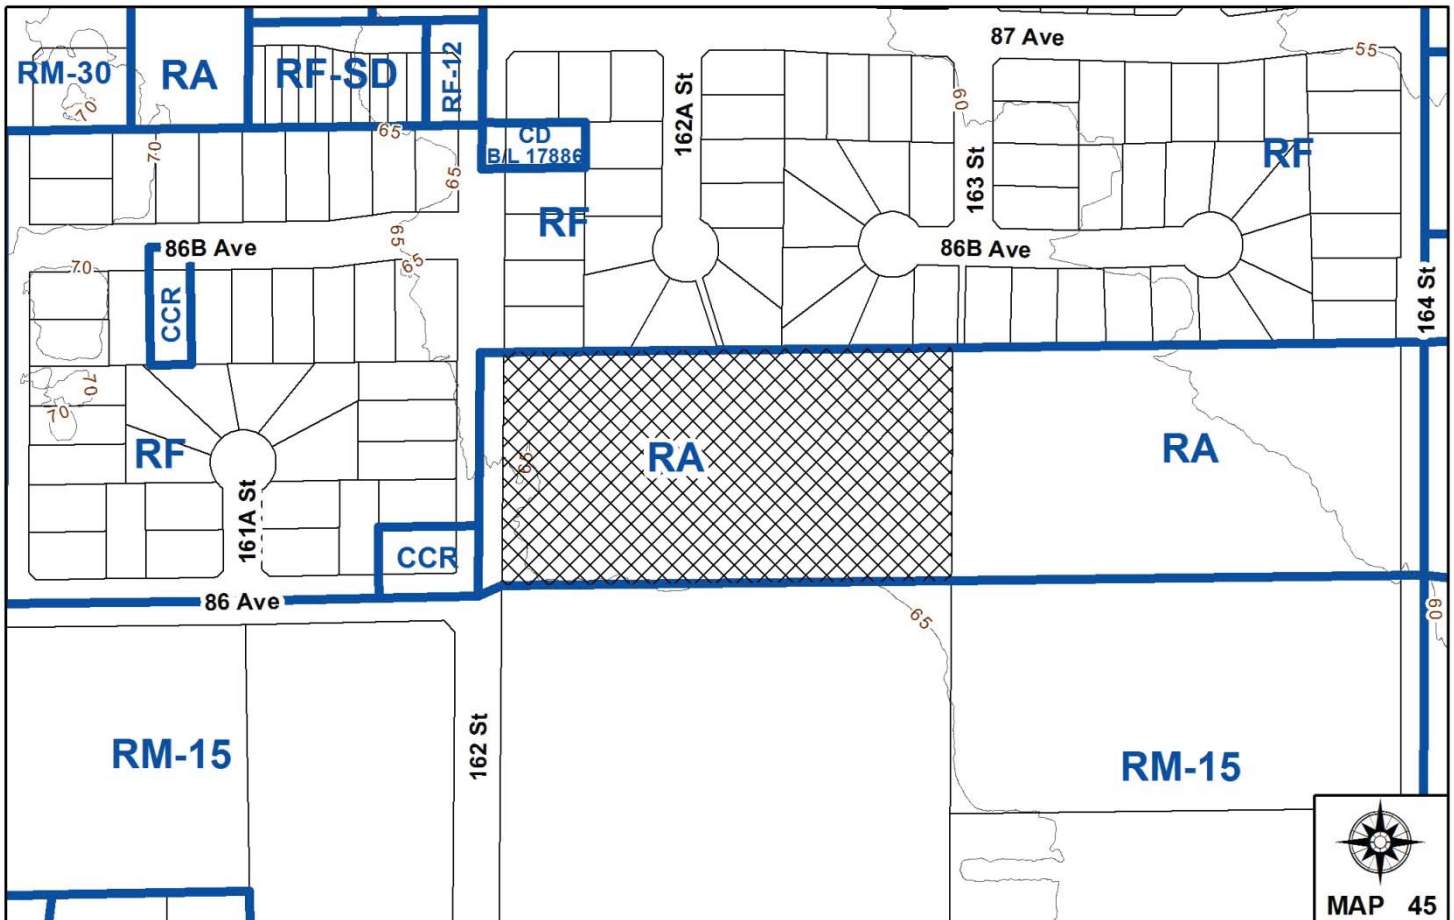 87 Ave
55
RM-30
RA
RF-SD
RF-12
70
65
60
162A St
CD
B/L 17886
163 St
RF
70
65
RF
86B Ave
65
65
86B Ave
70
CCR
164 St
70
70
RF
65
RA
RA
161A St
CCR
86 Ave
65
60
162 St
RM-15
RM-15
MAP 45